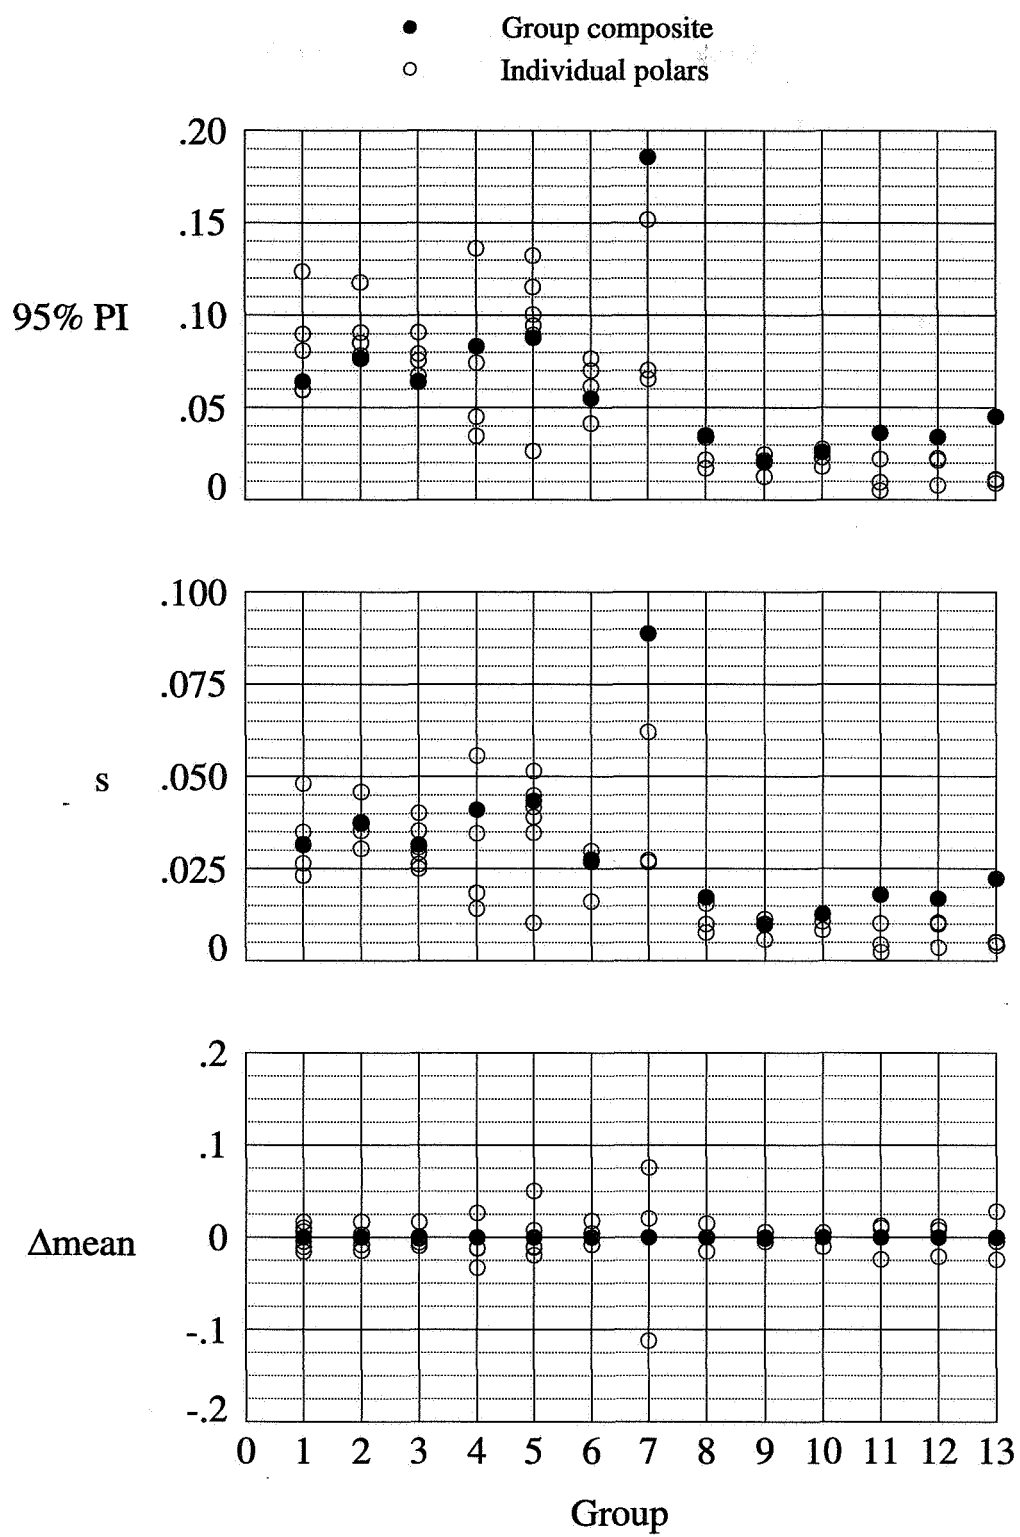 Group composite
Individual polars
.20
.15
95% PI
.10
.05
0
.100
.075
s
.050
.025
0
.2
.1
Δmean
0
-.1
-.2
0 1 2 3 4 5 6 7 8 9 10 11 12 13
Group